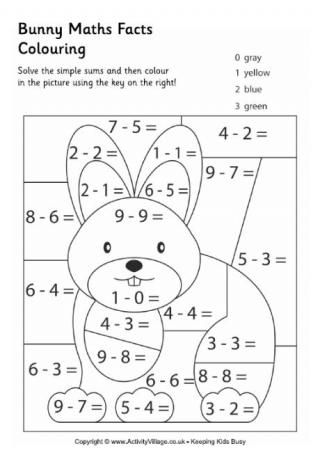 Bunny Maths Facts
Colouring
Solve the simple sums and then colour
in the picture using the key on the right!
0 gray
1 yellow
2 blue
3 green
7 - 5 =
4 - 2 =
2 - 2 =
1 - 1 =
9 - 7 =
2 - 1 =
6 - 5 =
8 - 6 =
9 - 9 =
5 - 3 =
6 - 4 =
1 - 0 =
4 - 4 =
4 - 3 =
3 - 3 =
9 - 8 =
6 - 3 =
6 - 6 =
8 - 8 =
9 - 7 =
5 - 4 =
3 - 2 =
Copyright © www.ActivityVillage.co.uk - Keeping Kids Busy